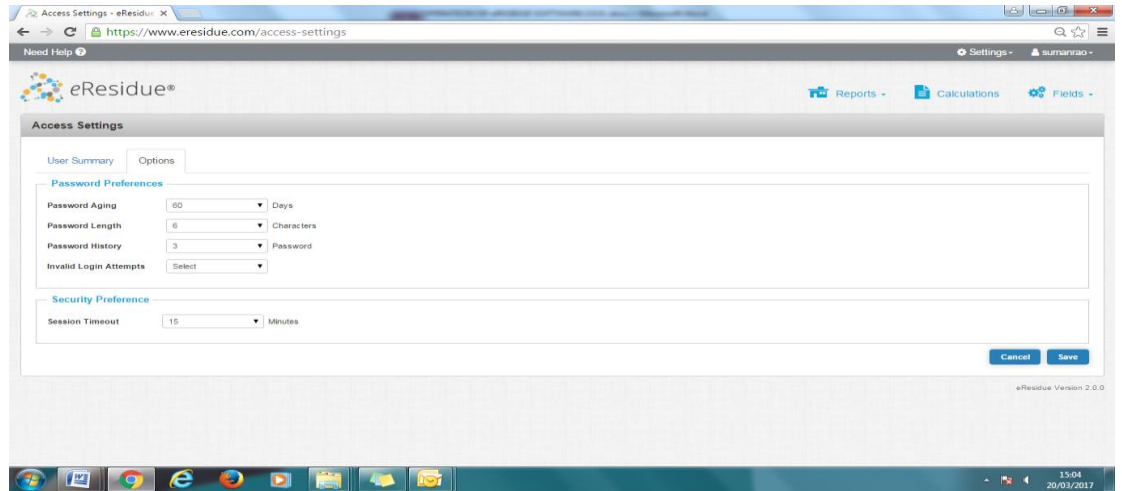 Access Settings - eResidue
https://www.eresidue.com/access-settings
Need Help
Settings sumanrao
eResidue®
Reports Calculations Fields
Access Settings
User Summary Options
Password Preferences
Password Aging 60 Days
Password Length 6 Characters
Password History 3 Password
Invalid Login Attempts Select
Security Preference
Session Timeout 15 Minutes
Cancel Save
eResidue Version 2.0.0
15:04
20/03/2017